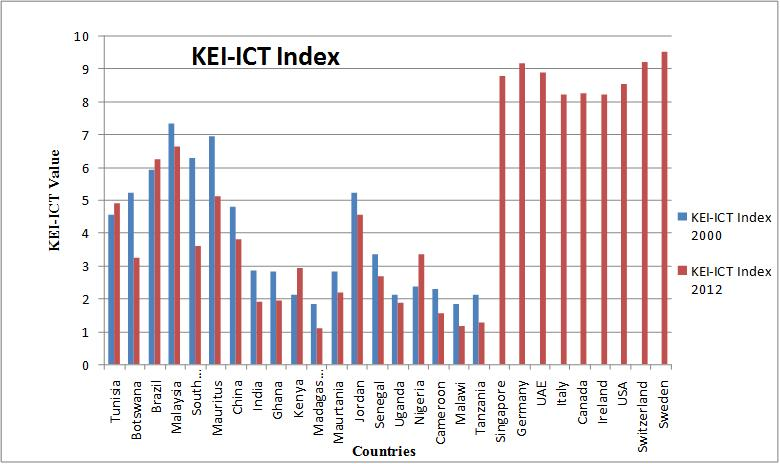 KEI-ICT Index
10
9
8
7
6
5
4
3
2
1
0
KEI-ICT Value
Tunisia
Botswana
Brazil
Malaysia
South...
Mauritus
China
India
Ghana
Kenya
Madagas...
Maurtania
Jordan
Senegal
Uganda
Nigeria
Cameroon
Malawi
Tanzania
Singapore
Germany
UAE
Italy
Canada
Ireland
USA
Switzerland
Sweden
Countries
KEI-ICT Index
2000
KEI-ICT Index
2012